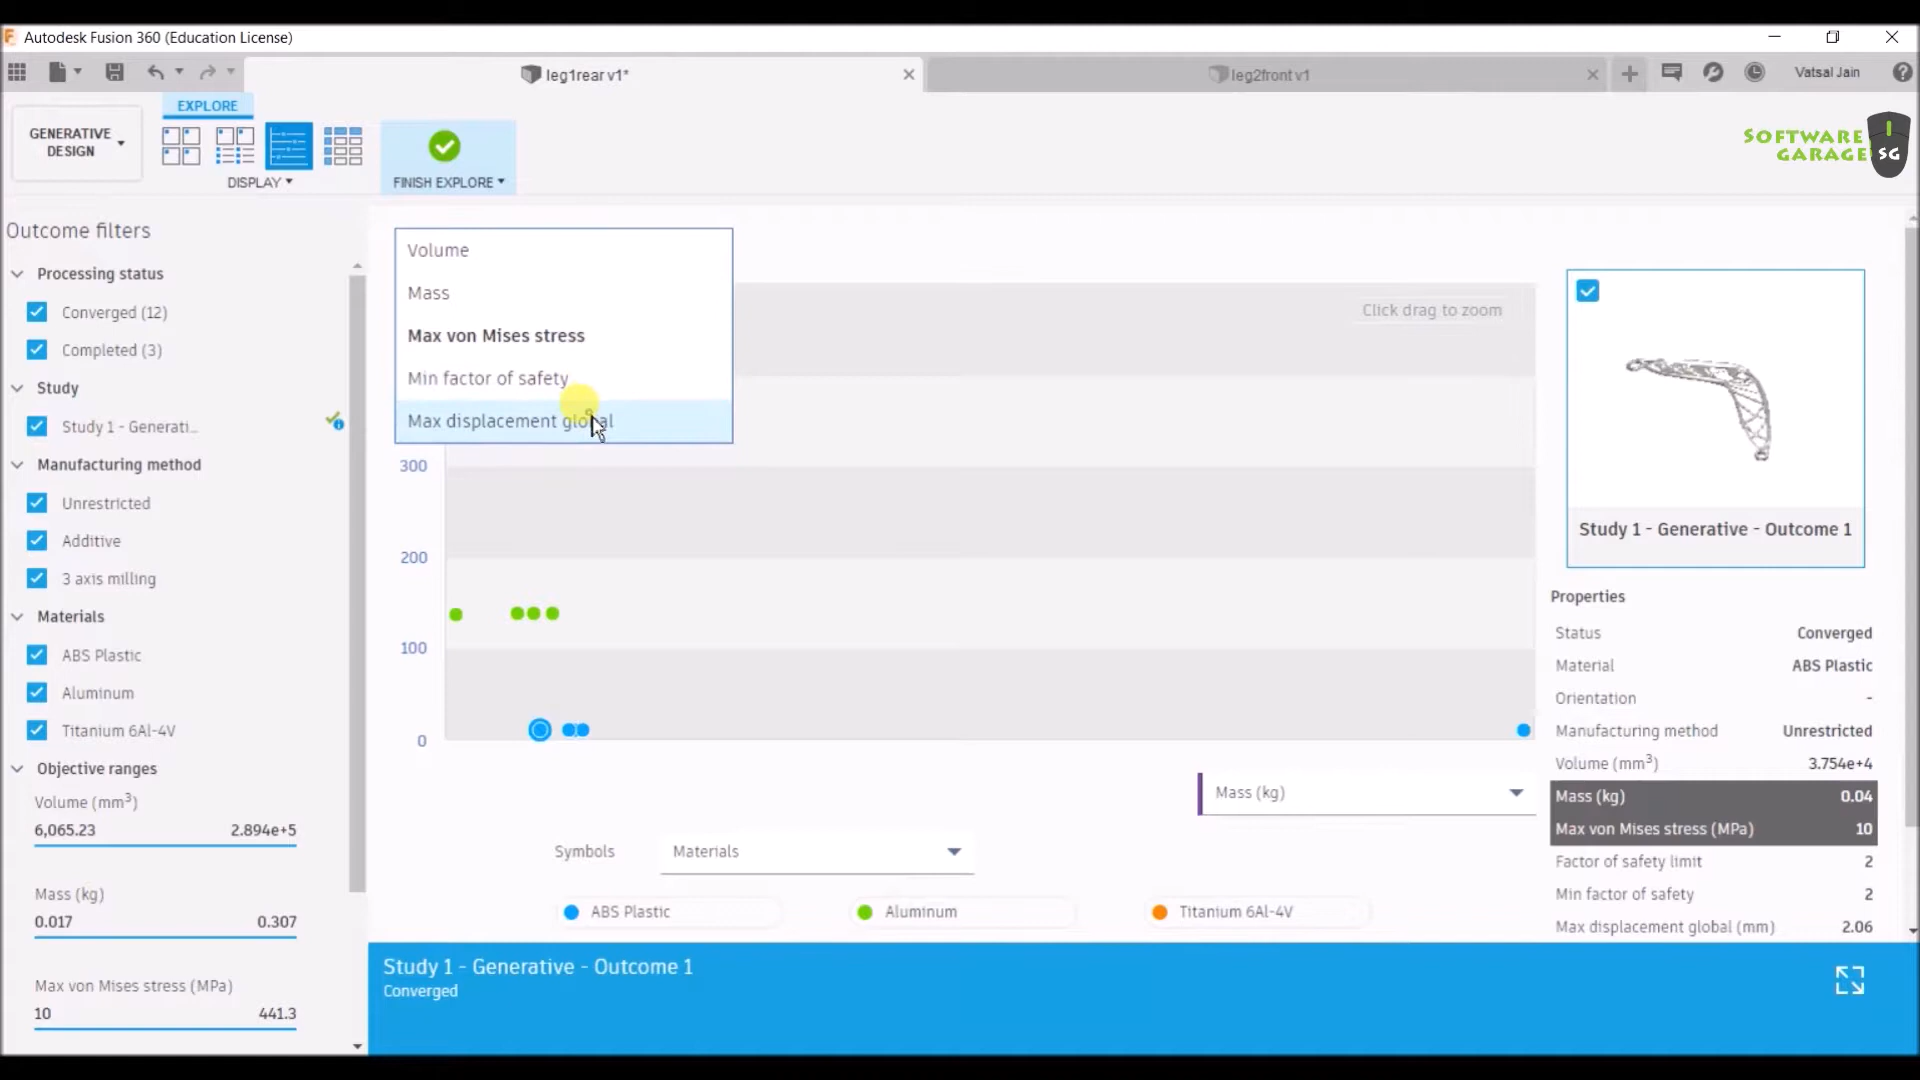 Autodesk Fusion 360 (Education License)
leg1rear v1*
leg2front v1
Vatsal Jain
EXPLORE
GENERATIVE
DESIGN
DISPLAY
FINISH EXPLORE
SOFTWARE
GARAGE
SG
Outcome filters
Processing status
Converged (12)
Completed (3)
Study
Study 1 - Generati...
Manufacturing method
Unrestricted
Additive
3 axis milling
Materials
ABS Plastic
Aluminum
Titanium 6Al-4V
Objective ranges
Volume (mm³)
6,065.23 2.894e+5
Mass (kg)
0.017 0.307
Max von Mises stress (MPa)
10 441.3
Volume
Mass
Max von Mises stress
Min factor of safety
Max displacement global
Click drag to zoom
300
200
100
0
Mass (kg)
Symbols Materials
ABS Plastic Aluminum Titanium 6Al-4V
Study 1 - Generative - Outcome 1
Properties
Status Converged
Material ABS Plastic
Orientation -
Manufacturing method Unrestricted
Volume (mm³) 3.754e+4
Mass (kg) 0.04
Max von Mises stress (MPa) 10
Factor of safety limit 2
Min factor of safety 2
Max displacement global (mm) 2.06
Study 1 - Generative - Outcome 1
Converged